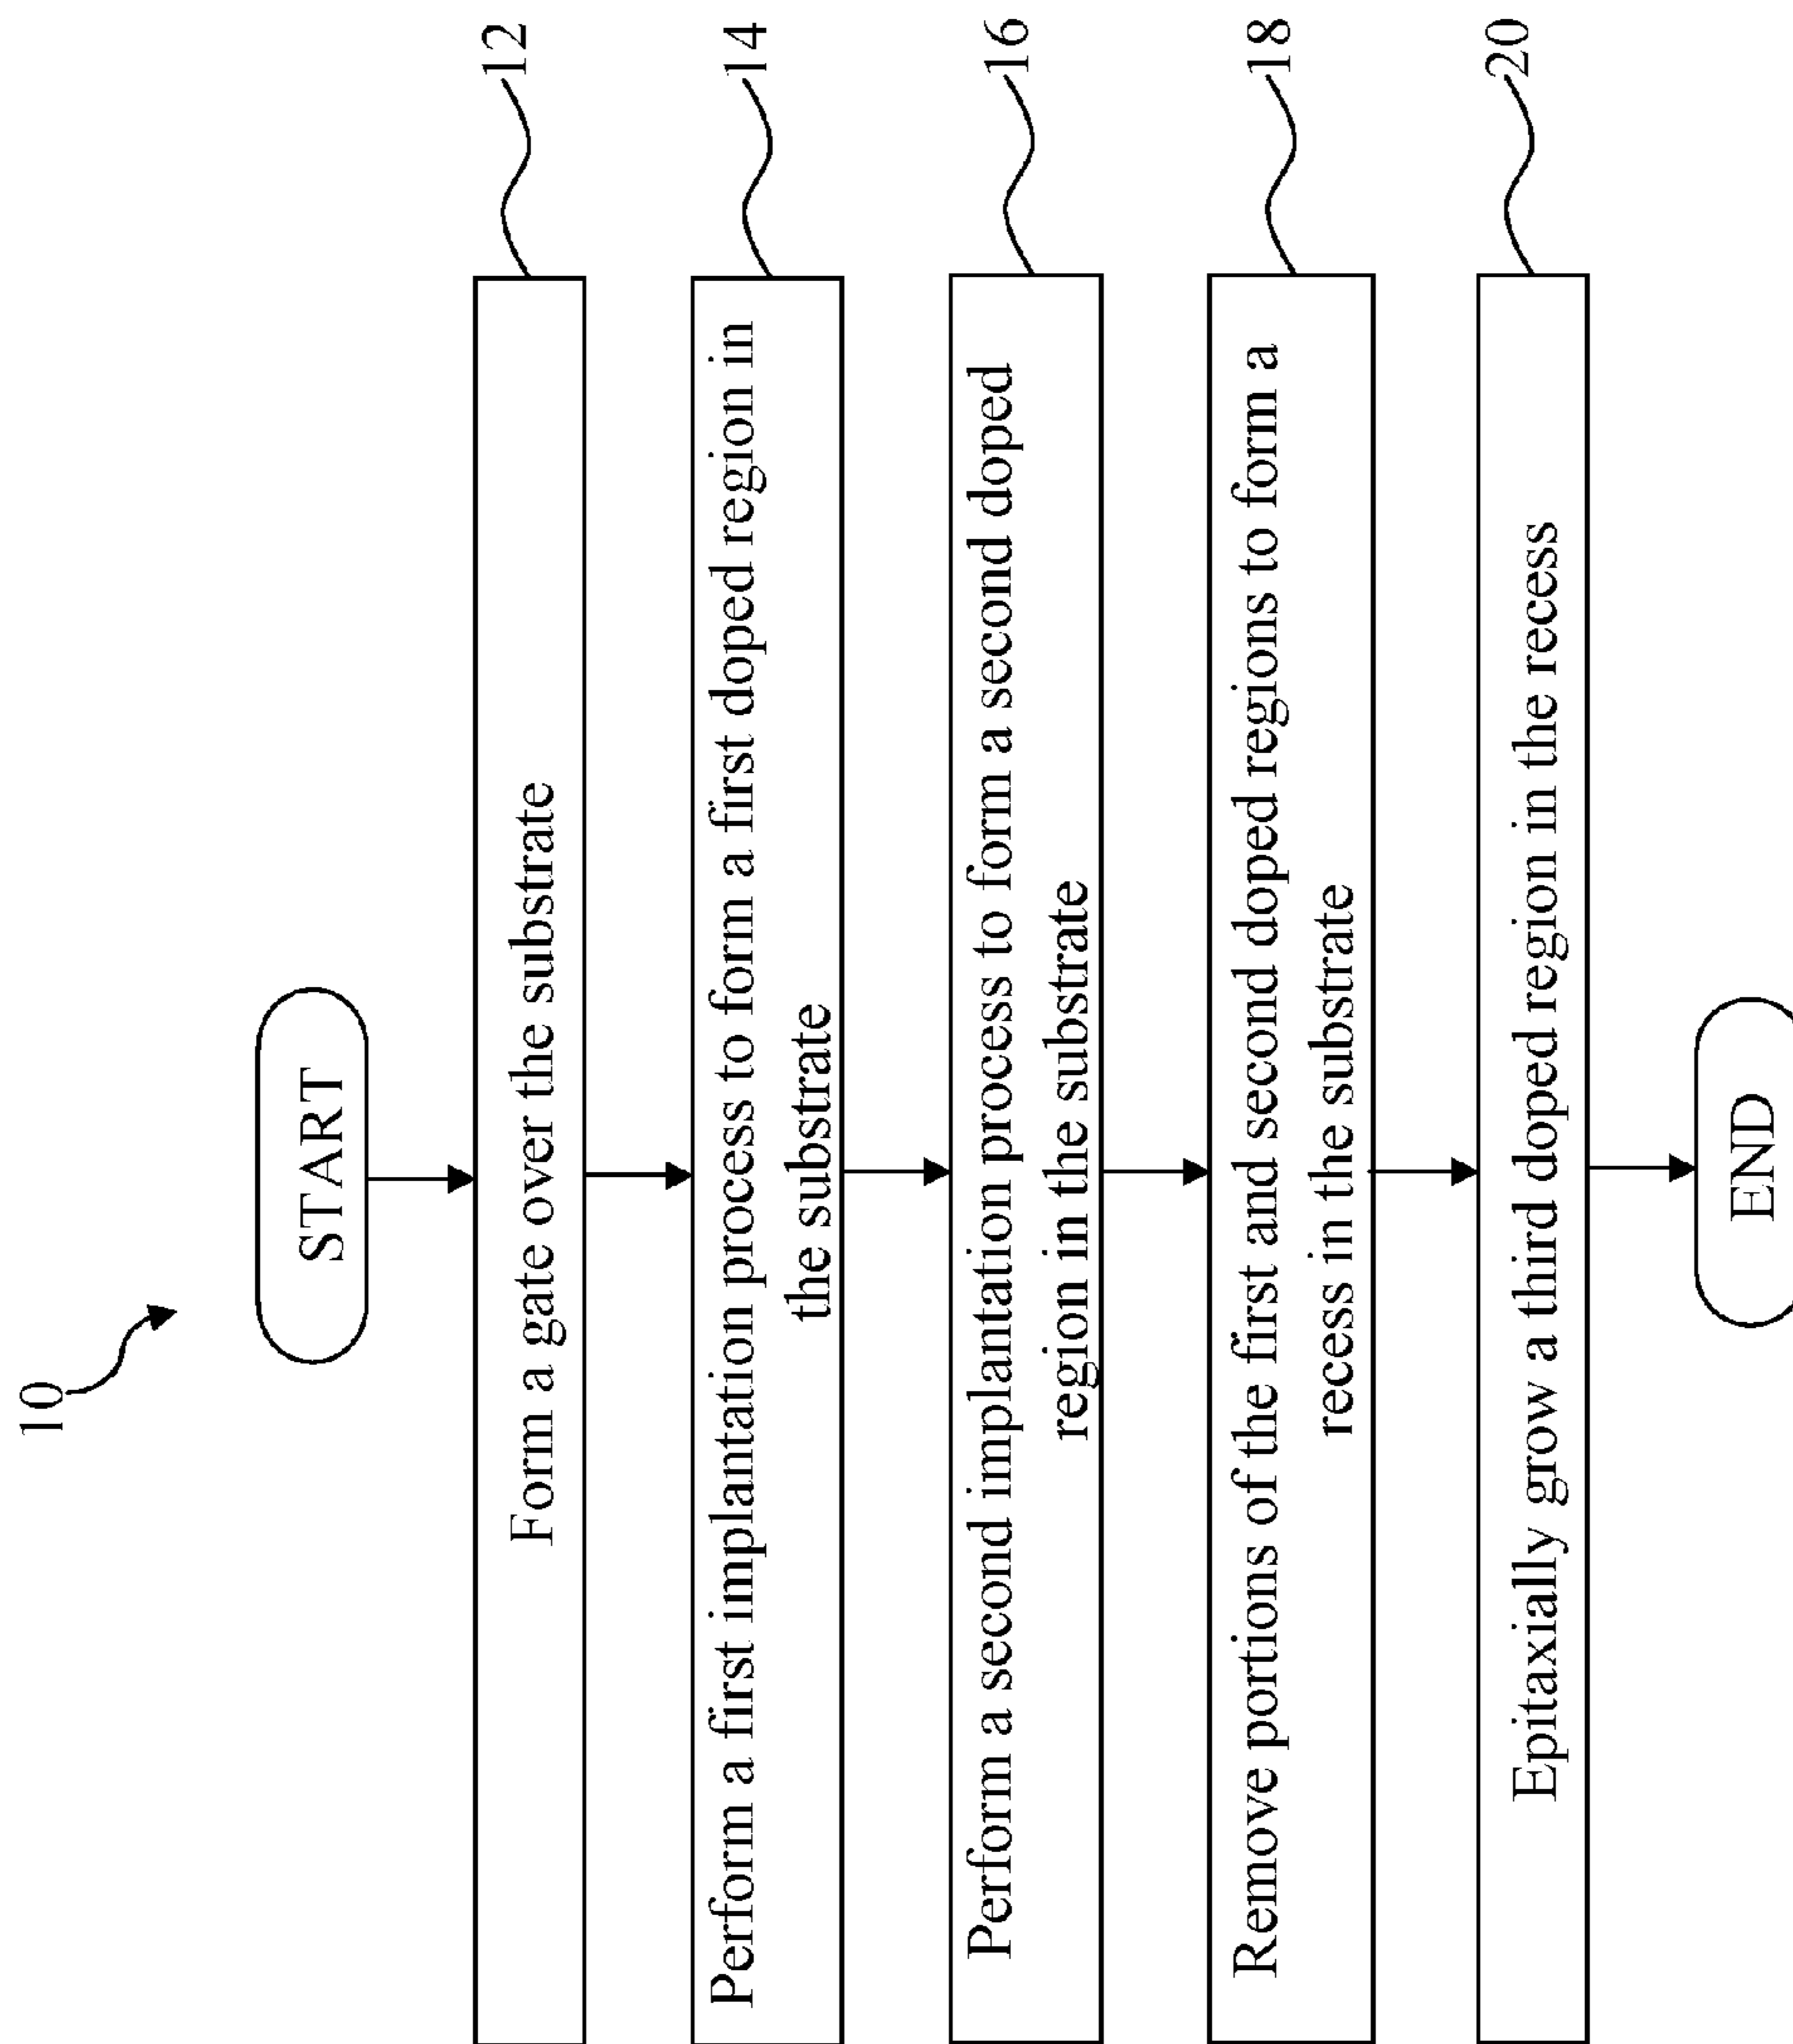 10
START
Form a gate over the substrate
12
Perform a first implantation process to form a first doped region in
the substrate
14
Perform a second implantation process to form a second doped
region in the substrate
16
Remove portions of the first and second doped regions to form a
recess in the substrate
18
Epitaxially grow a third doped region in the recess
20
END